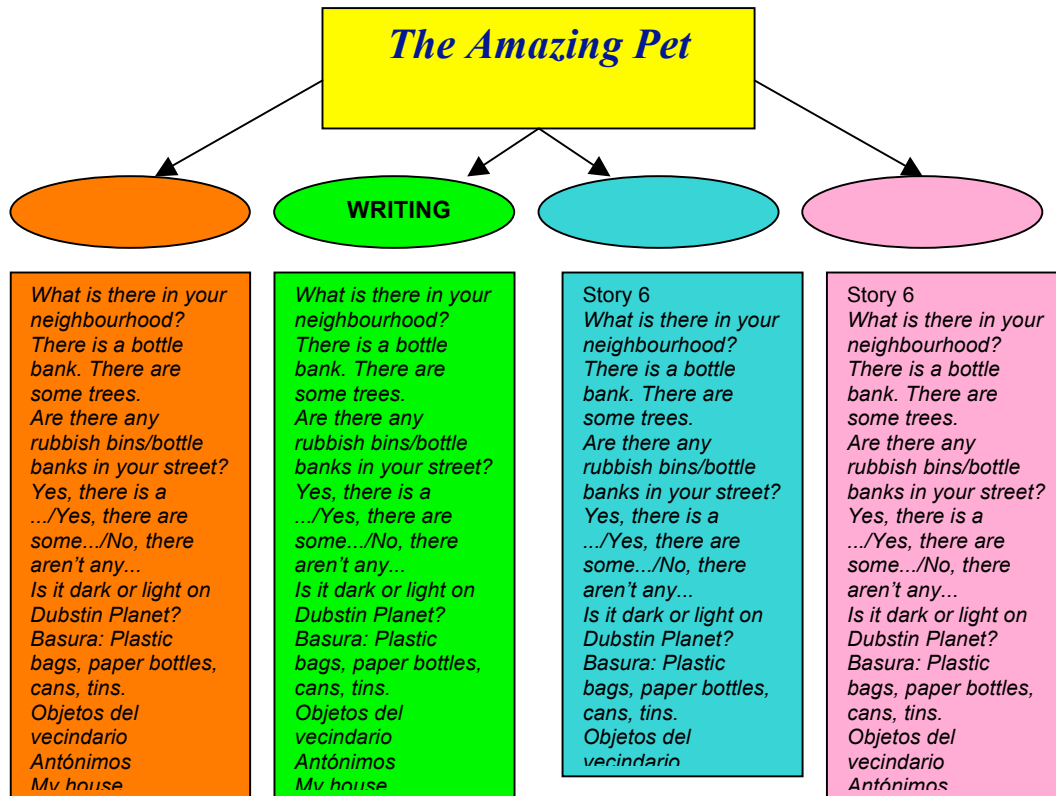 The Amazing Pet
WRITING
What is there in your
neighbourhood?
There is a bottle
bank. There are
some trees.
Are there any
rubbish bins/bottle
banks in your street?
Yes, there is a
.../Yes, there are
some.../No, there
aren't any...
Is it dark or light on
Dubstin Planet?
Basura: Plastic
bags, paper bottles,
cans, tins.
Objetos del
vecindario
Antónimos
My house
What is there in your
neighbourhood?
There is a bottle
bank. There are
some trees.
Are there any
rubbish bins/bottle
banks in your street?
Yes, there is a
.../Yes, there are
some.../No, there
aren't any...
Is it dark or light on
Dubstin Planet?
Basura: Plastic
bags, paper bottles,
cans, tins.
Objetos del
vecindario
Antónimos
My house
Story 6
What is there in your
neighbourhood?
There is a bottle
bank. There are
some trees.
Are there any
rubbish bins/bottle
banks in your street?
Yes, there is a
.../Yes, there are
some.../No, there
aren't any...
Is it dark or light on
Dubstin Planet?
Basura: Plastic
bags, paper bottles,
cans, tins.
Objetos del
vecindario
Story 6
What is there in your
neighbourhood?
There is a bottle
bank. There are
some trees.
Are there any
rubbish bins/bottle
banks in your street?
Yes, there is a
.../Yes, there are
some.../No, there
aren't any...
Is it dark or light on
Dubstin Planet?
Basura: Plastic
bags, paper bottles,
cans, tins.
Objetos del
vecindario
Antónimos